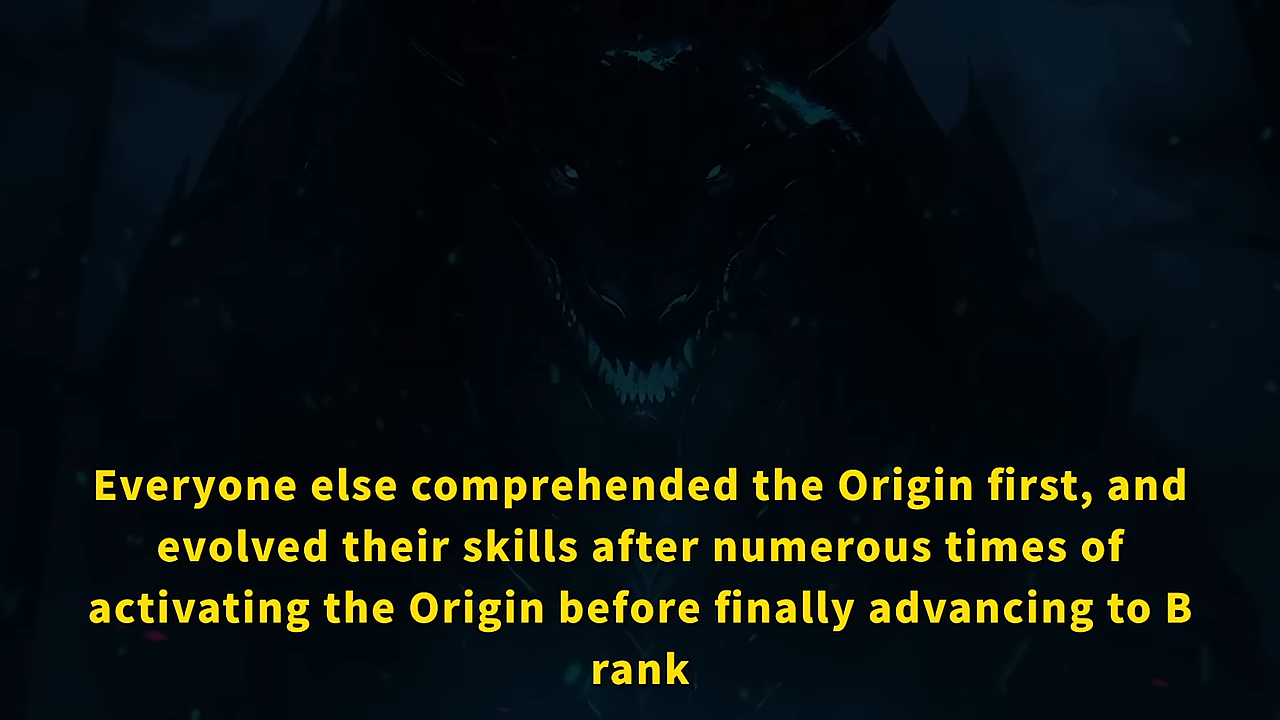 Everyone else comprehended the Origin first, and
evolved their skills after numerous times of
activating the Origin before finally advancing to B
rank